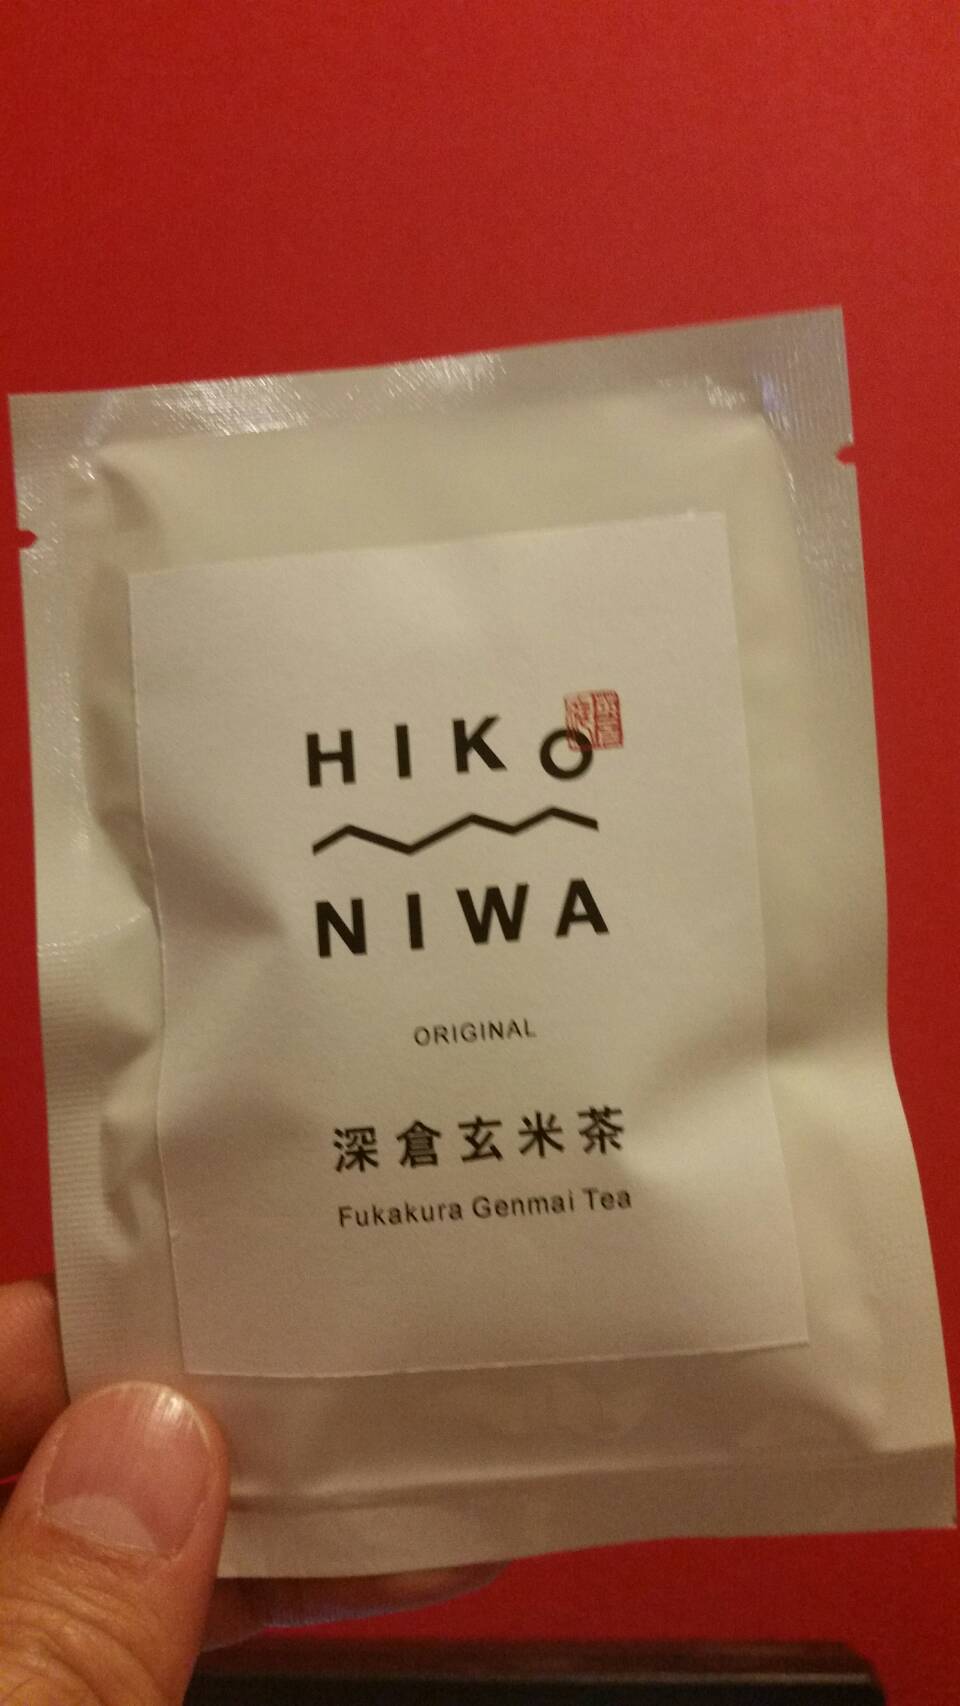 HIKO
NIWA
ORIGINAL
深倉玄米茶
Fukakura Genmai Tea